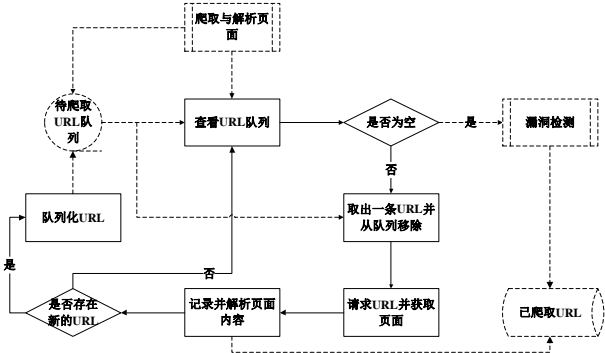 爬取与解析页
面
待爬取
URL队
列
查看URL队列
是否为空
是
漏洞检测
否
队列化URL
取出一条URL并
从队列移除
是
否
是否存在
新的URL
记录并解析页面
内容
请求URL并获取
页面
已爬取URL